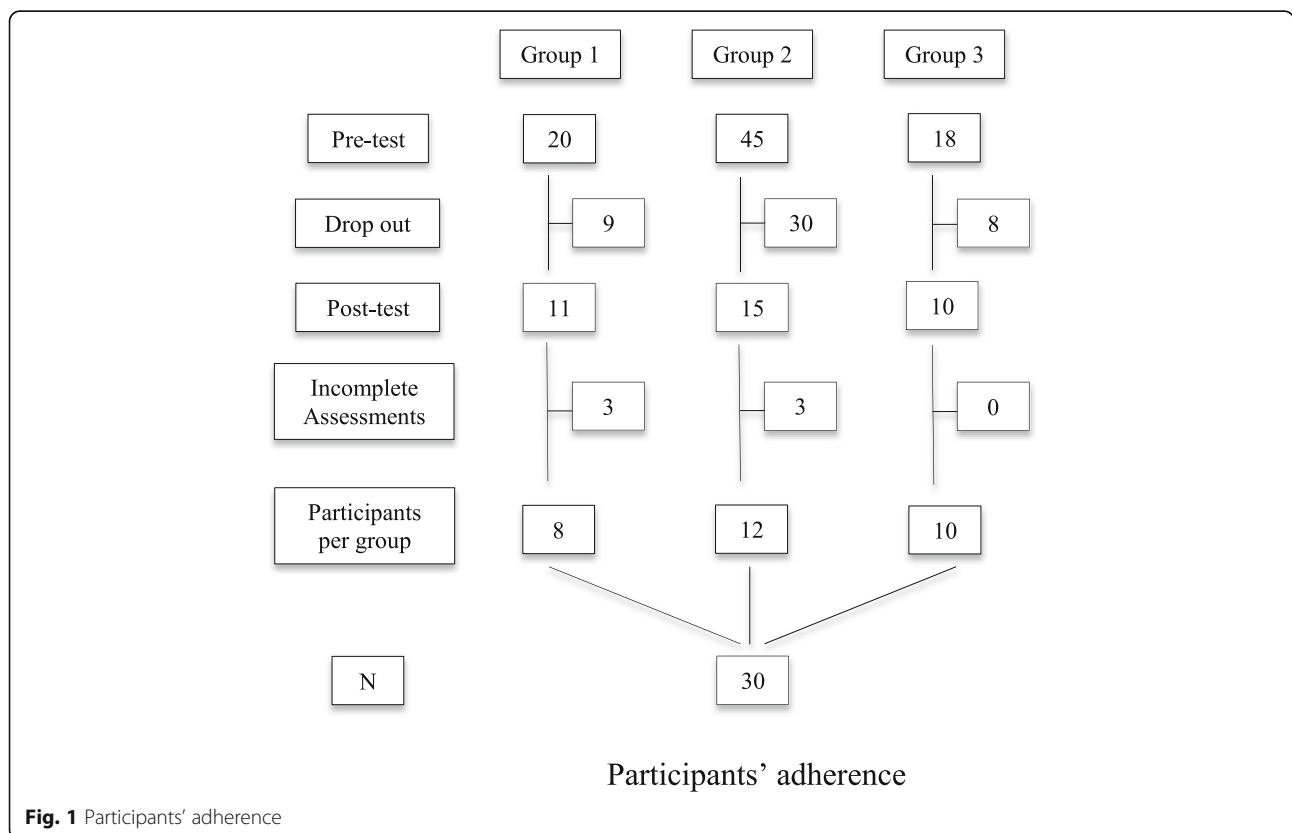 Group 1 Group 2 Group 3
Pre-test 20 45 18
Drop out 9 30 8
Post-test 11 15 10
Incomplete
Assessments 3 3 0
Participants
per group 8 12 10
N 30
Participants’ adherence
Fig. 1 Participants’ adherence